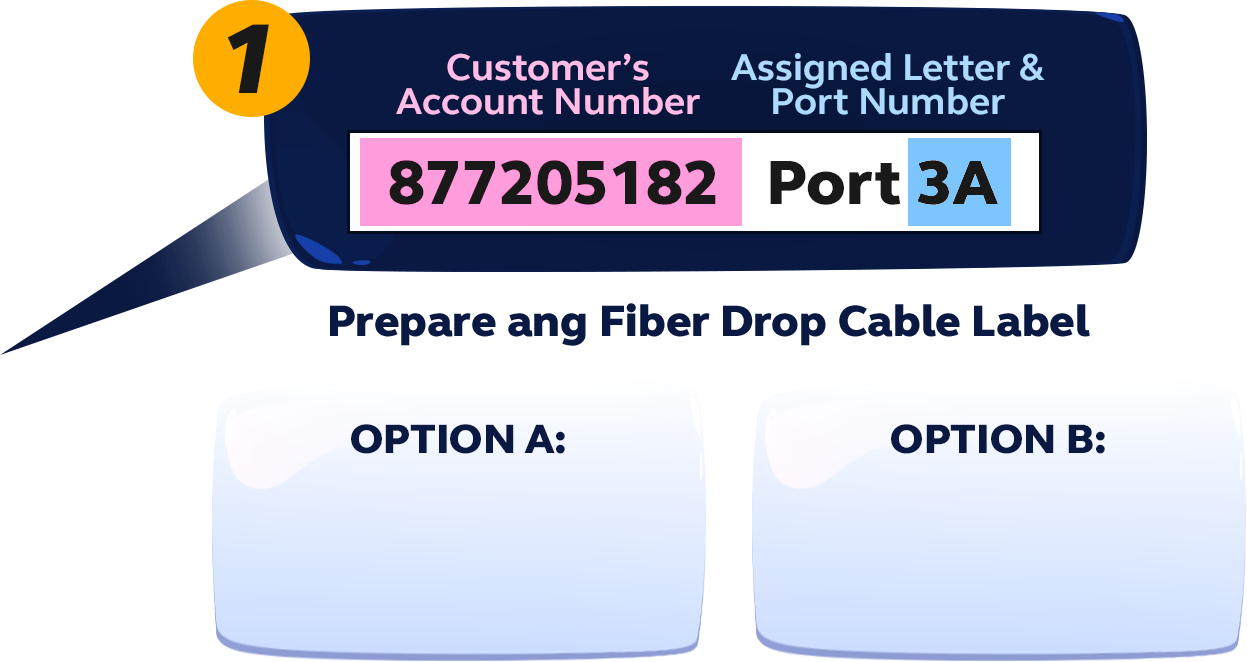 1
Customer's
Account Number
Assigned Letter &
Port Number
877205182 Port 3A
Prepare ang Fiber Drop Cable Label
OPTION A:
OPTION B: